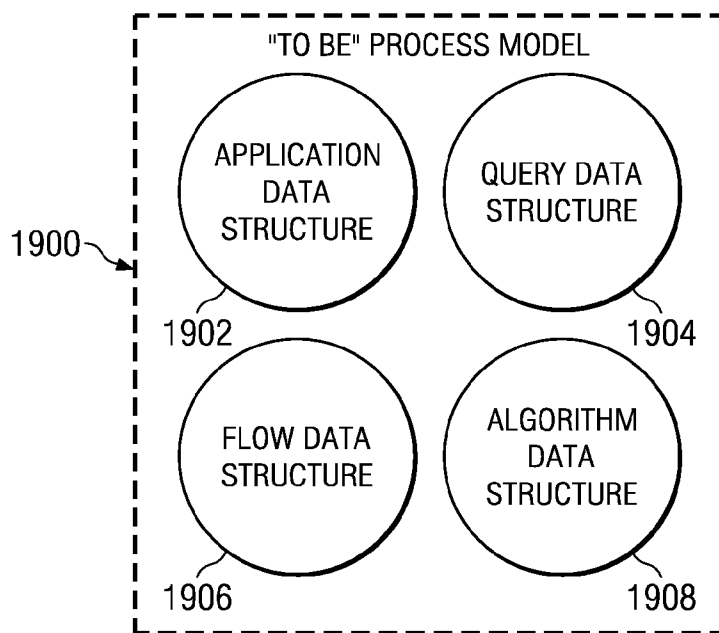 "TO BE" PROCESS MODEL
APPLICATION
DATA
STRUCTURE
QUERY DATA
STRUCTURE
1900
1902
1904
FLOW DATA
STRUCTURE
ALGORITHM
DATA
STRUCTURE
1906
1908